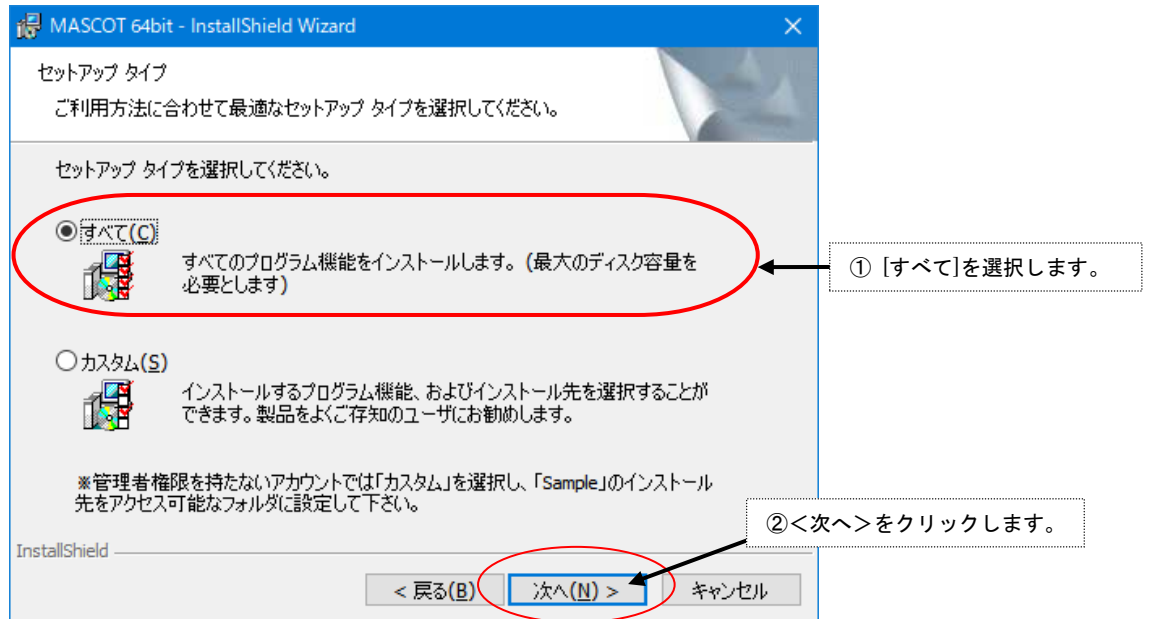 MASCOT 64bit - InstallShield Wizard
セットアップ タイプ
ご利用方法に合わせて最適なセットアップ タイプを選択してください。
セットアップ タイプを選択してください。
すべて(C)
すべてのプログラム機能をインストールします。(最大のディスク容量を
必要とします)
① [すべて]を選択します。
カスタム(S)
インストールするプログラム機能、およびインストール先を選択することが
できます。製品をよくご存知のユーザにお勧めします。
※管理者権限を持たないアカウントでは「カスタム」を選択し、「Sample」のインストール
先をアクセス可能なフォルダに設定して下さい。
②<次へ>をクリックします。
InstallShield
< 戻る(B)
次へ(N) >
キャンセル